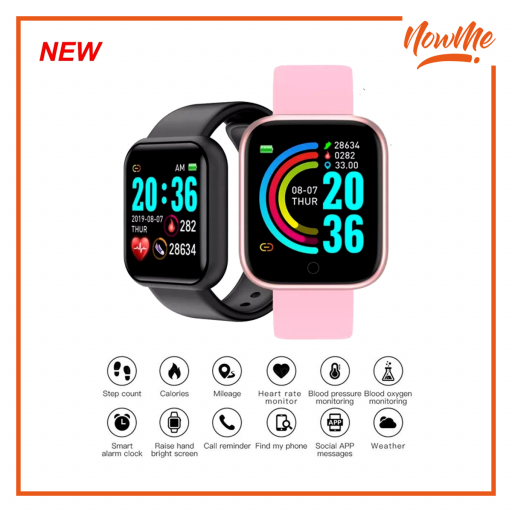 NEW
NowMe
AM
20:36
2019-08-07
THUR
282
28634
28634
0282
33.00
08-07
THUR
20
36
Step count
Calories
Mileage
Heart rate
monitor
Blood pressure
monitoring
Blood oxygen
monitoring
Smart
alarm clock
Raise hand
bright screen
Call reminder
Find my phone
APP
Social APP
messages
Weather